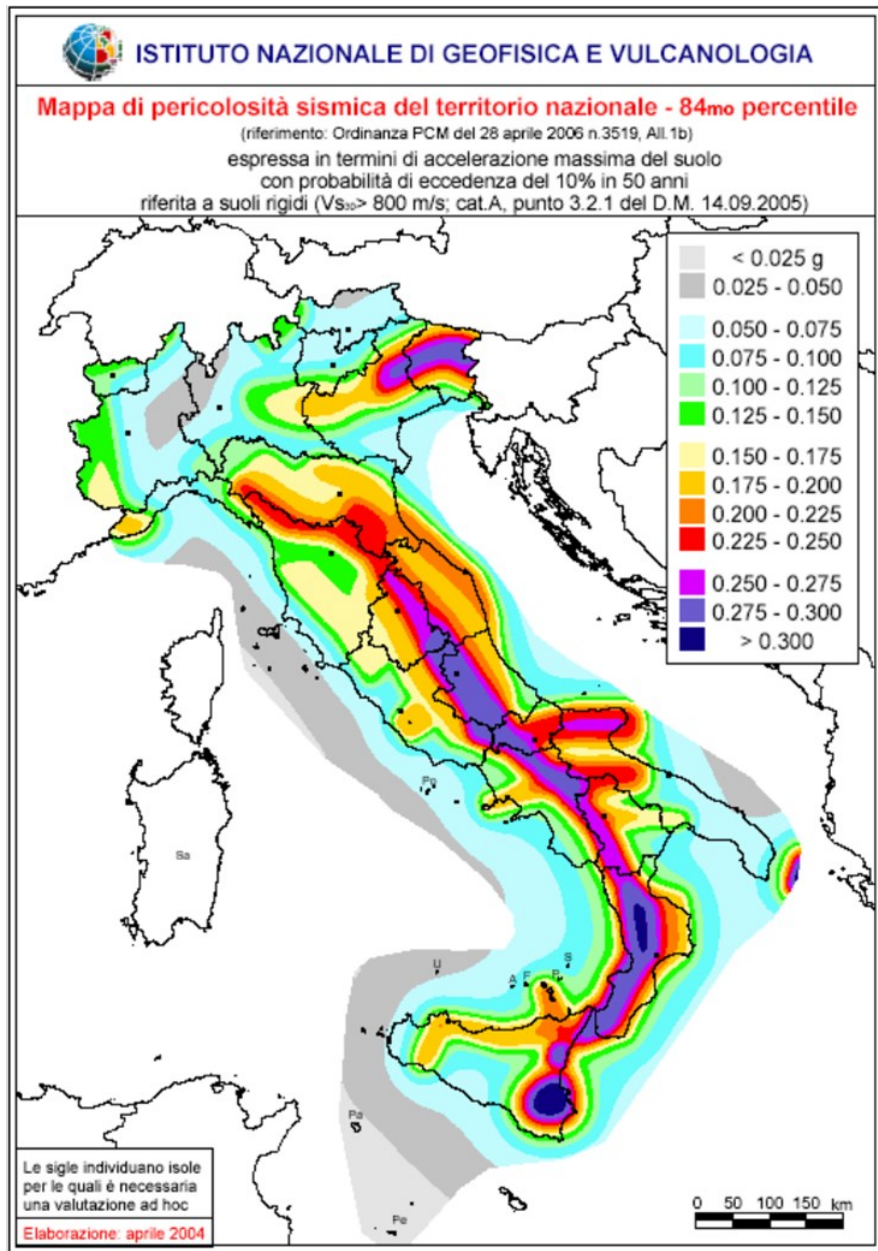 ISTITUTO NAZIONALE DI GEOFISICA E VULCANOLOGIA
Mappa di pericolosità sismica del territorio nazionale - 84mo percentile
(riferimento: Ordinanza PCM del 28 aprile 2006 n.3519, All.1b)
espressa in termini di accelerazione massima del suolo
con probabilità di eccedenza del 10% in 50 anni
riferita a suoli rigidi (Vs30> 800 m/s; cat.A, punto 3.2.1 del D.M. 14.09.2005)
< 0.025 g
0.025 - 0.050
0.050 - 0.075
0.075 - 0.100
0.100 - 0.125
0.125 - 0.150
0.150 - 0.175
0.175 - 0.200
0.200 - 0.225
0.225 - 0.250
0.250 - 0.275
0.275 - 0.300
> 0.300
Po
Sa
U
A
F
P
S
Pa
Pe
Le sigle individuano isole
per le quali è necessaria
una valutazione ad hoc
Elaborazione: aprile 2004
0 50 100 150 km